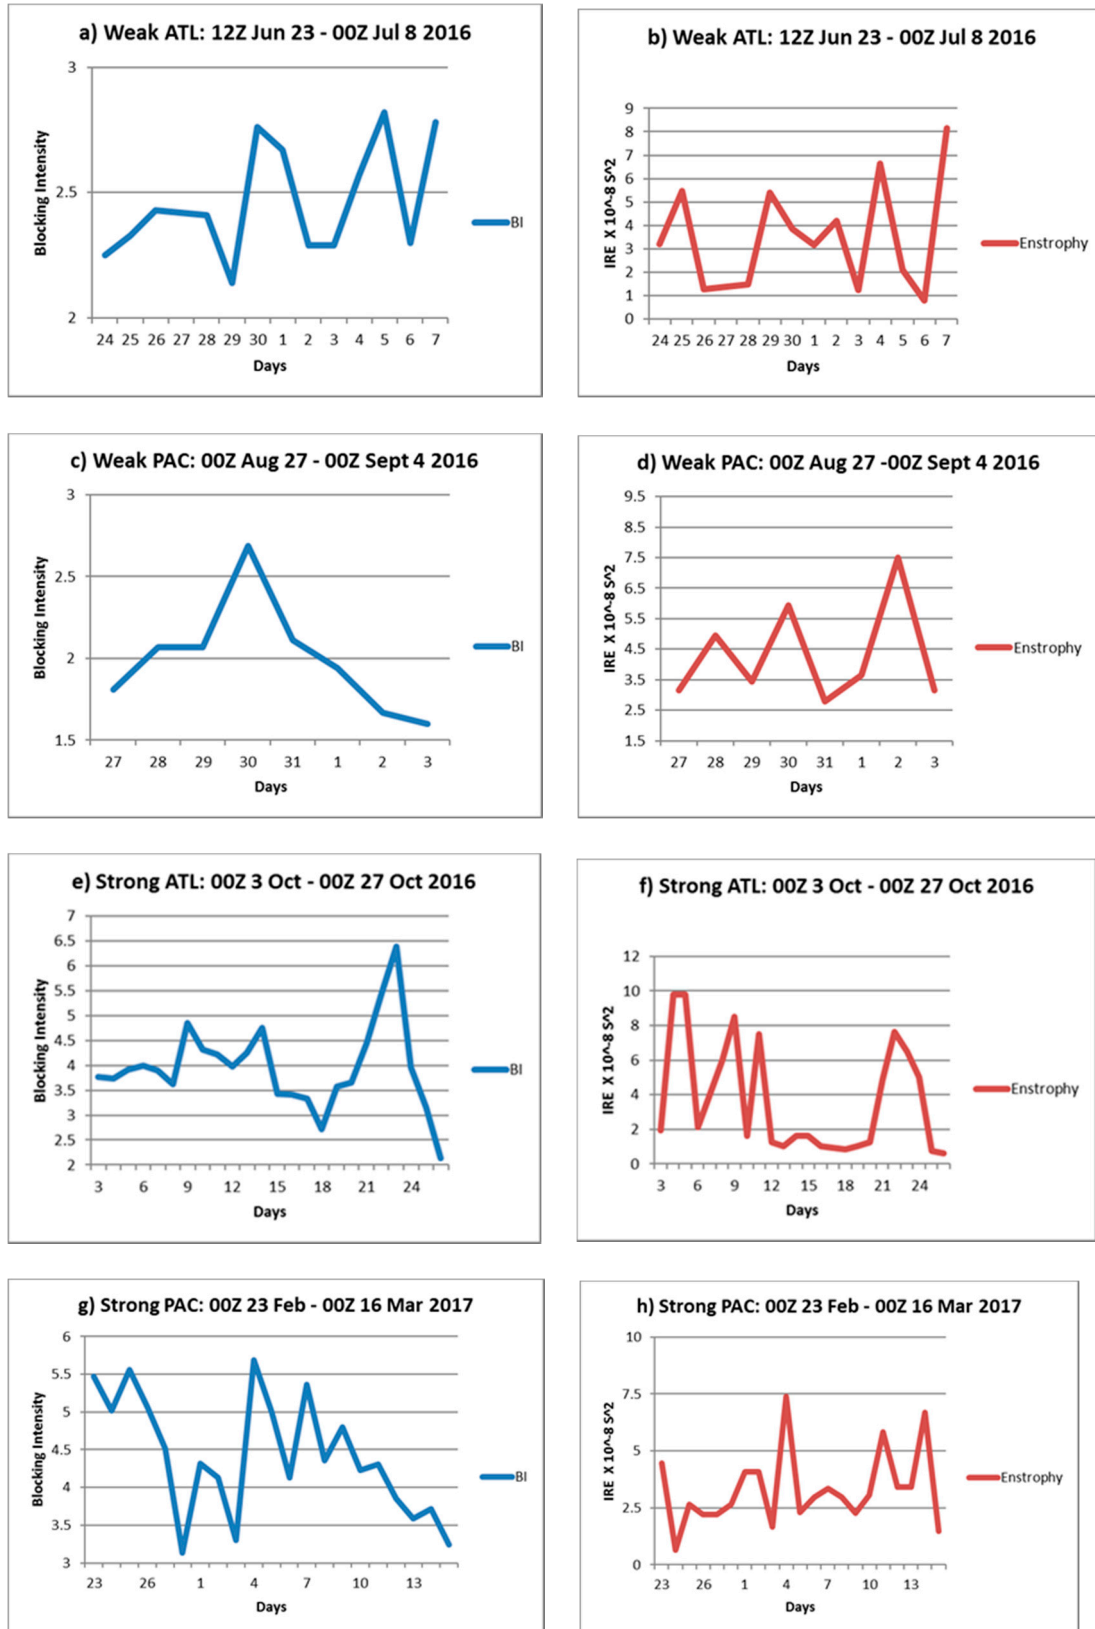 a) Weak ATL: 12Z Jun 23 - 00Z Jul 8 2016
3
2.5
2
Blocking Intensity
24 25 26 27 28 29 30 1 2 3 4 5 6 7
Days
BI
b) Weak ATL: 12Z Jun 23 - 00Z Jul 8 2016
9
8
7
6
5
4
3
2
1
0
IRE X 10^-8 S^2
24 25 26 27 28 29 30 1 2 3 4 5 6 7
Days
Enstrophy
c) Weak PAC: 00Z Aug 27 - 00Z Sept 4 2016
3
2.5
2
1.5
Blocking Intensity
27 28 29 30 31 1 2 3
Days
BI
d) Weak PAC: 00Z Aug 27 -00Z Sept 4 2016
9.5
8.5
7.5
6.5
5.5
4.5
3.5
2.5
1.5
IRE X 10^-8 S^2
27 28 29 30 31 1 2 3
Days
Enstrophy
e) Strong ATL: 00Z 3 Oct - 00Z 27 Oct 2016
7
6.5
6
5.5
5
4.5
4
3.5
3
2.5
2
Blocking Intensity
3 6 9 12 15 18 21 24
Days
BI
f) Strong ATL: 00Z 3 Oct - 00Z 27 Oct 2016
12
10
8
6
4
2
0
IRE X 10^-8 S^2
3 6 9 12 15 18 21 24
Days
Enstrophy
g) Strong PAC: 00Z 23 Feb - 00Z 16 Mar 2017
6
5.5
5
4.5
4
3.5
3
Blocking Intensity
23 26 1 4 7 10 13
Days
BI
h) Strong PAC: 00Z 23 Feb - 00Z 16 Mar 2017
10
7.5
5
2.5
0
IRE X 10^-8 S^2
23 26 1 4 7 10 13
Days
Enstrophy